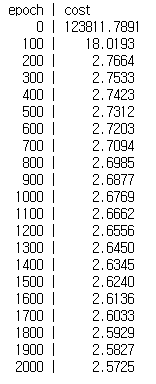 epoch | cost
0 | 123811.7891
100 | 18.0193
200 | 2.7664
300 | 2.7533
400 | 2.7423
500 | 2.7312
600 | 2.7203
700 | 2.7094
800 | 2.6985
900 | 2.6877
1000 | 2.6769
1100 | 2.6662
1200 | 2.6556
1300 | 2.6450
1400 | 2.6345
1500 | 2.6240
1600 | 2.6136
1700 | 2.6033
1800 | 2.5929
1900 | 2.5827
2000 | 2.5725